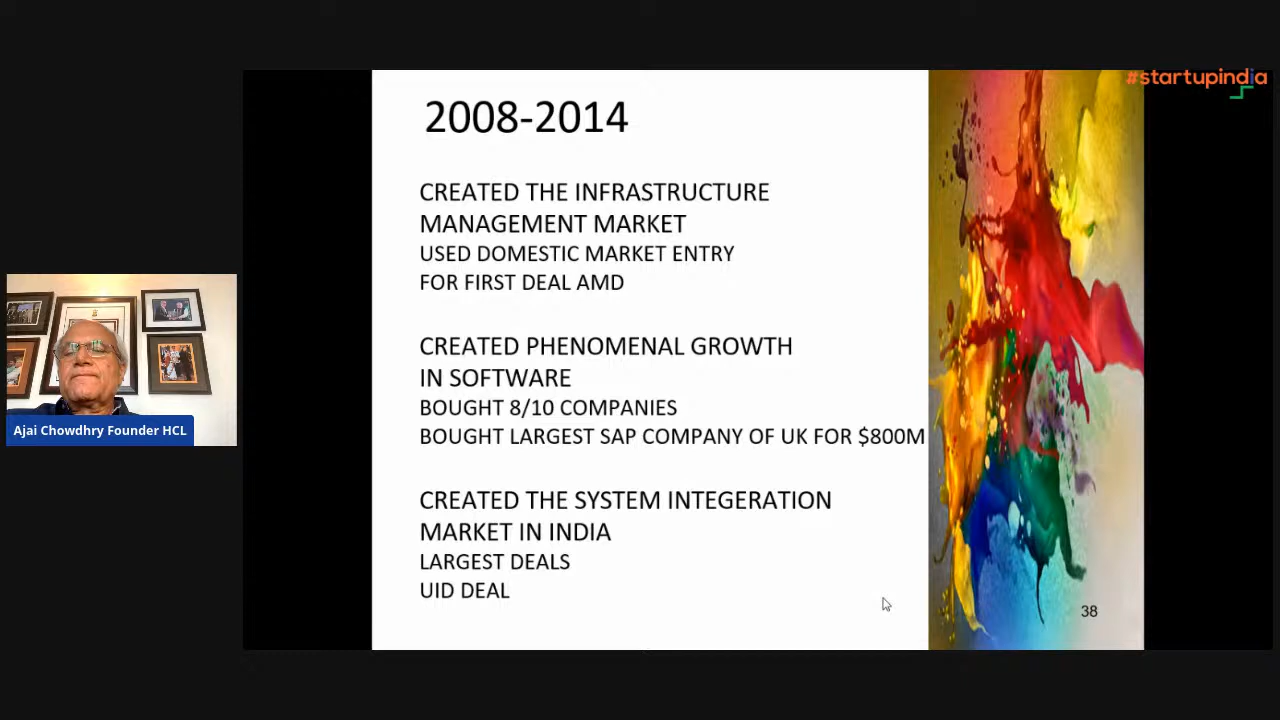 #startupindia
2008-2014
CREATED THE INFRASTRUCTURE
MANAGEMENT MARKET
USED DOMESTIC MARKET ENTRY
FOR FIRST DEAL AMD
CREATED PHENOMENAL GROWTH
IN SOFTWARE
BOUGHT 8/10 COMPANIES
BOUGHT LARGEST SAP COMPANY OF UK FOR $800M
CREATED THE SYSTEM INTEGERATION
MARKET IN INDIA
LARGEST DEALS
UID DEAL
38
Ajai Chowdhry Founder HCL